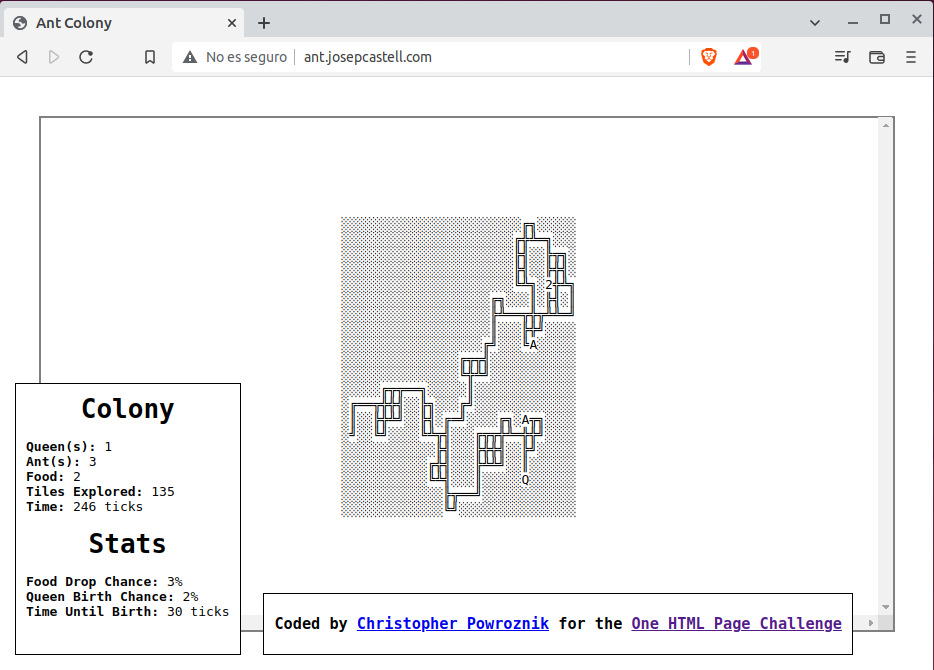 Ant Colony
No es seguro
ant.josepcastell.com
1
2
A
A
Q
Colony
Queen(s): 1
Ant(s): 3
Food: 2
Tiles Explored: 135
Time: 246 ticks
Stats
Food Drop Chance: 3%
Queen Birth Chance: 2%
Time Until Birth: 30 ticks
Coded by Christopher Powroznik for the One HTML Page Challenge